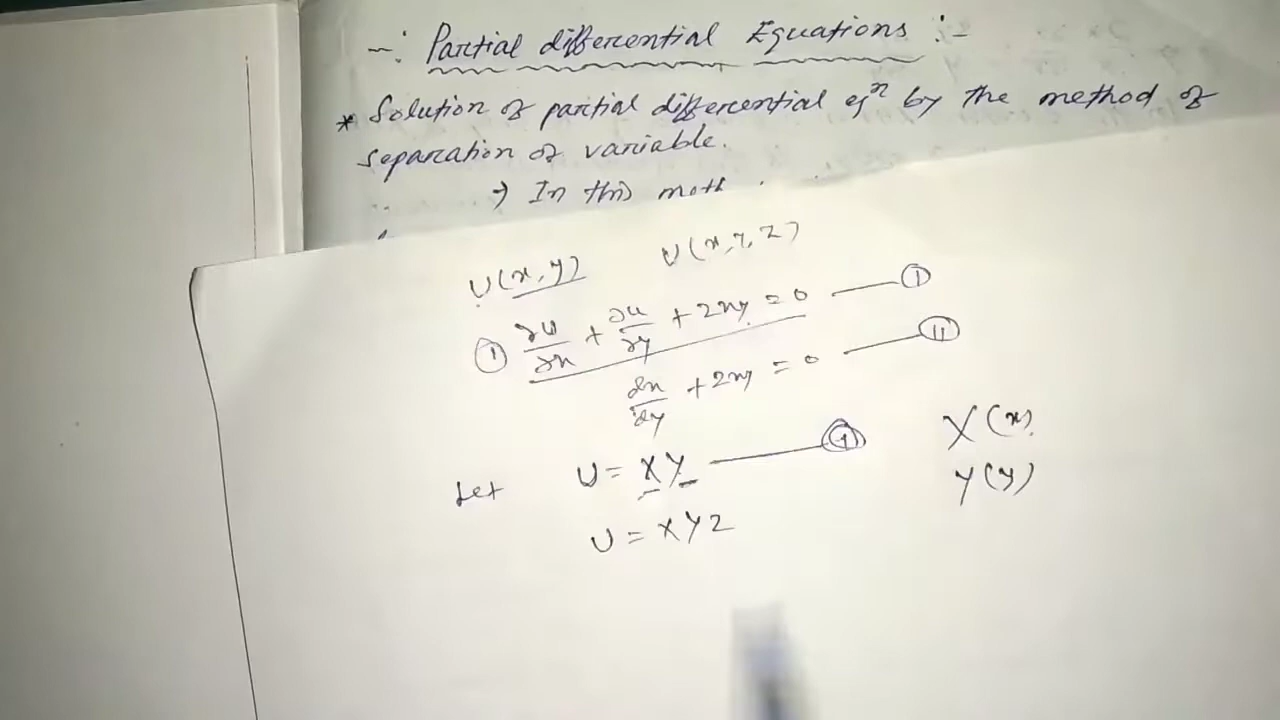 ~: Partial differential Equations :-
* Solution of partial differential eqⁿ by the method of
separation of variable.
→ In this meth
U(x,y) U(x,y,z)
① ∂u/∂x + ∂u/∂y + 2xy = 0 — ①
∂x/∂y + 2xy = 0 — ⑪
Let U = XY —
X(x)
Y(y)
U = XYZ